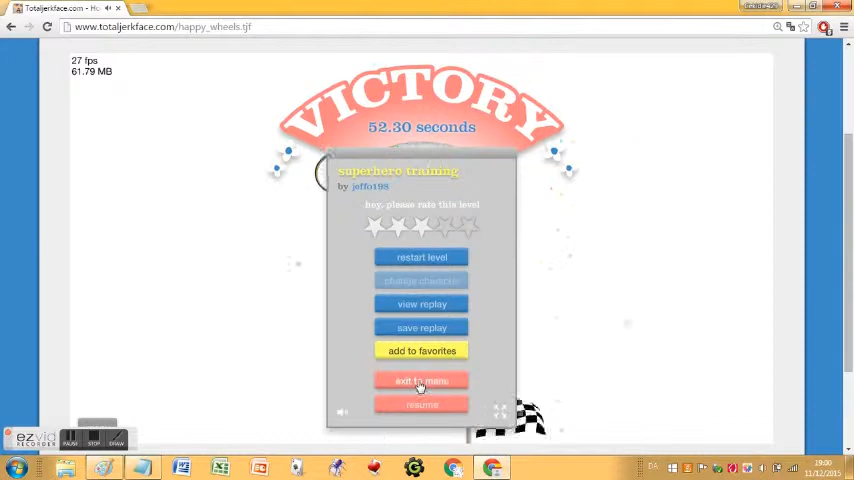 Totaljerkface.com - Ho
www.totaljerkface.com/happy_wheels.tjf
27 fps
61.79 MB
VICTORY
52.30 seconds
superhero training
by jeffo198
hey, please rate this level
restart level
change character
view replay
save replay
add to favorites
exit to menu
resume
ezvid
RECORDER
PAUSE
STOP
DRAW
DA
19:00
11/12/2015